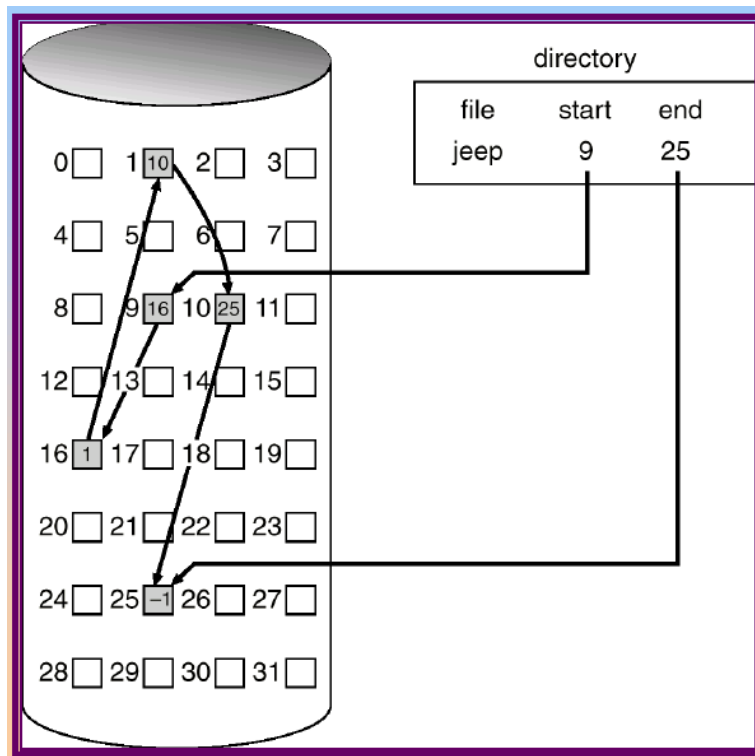 directory
file start end
jeep 9 25
0 1 10 2 3
4 5 6 7
8 9 16 10 25 11
12 13 14 15
16 1 17 18 19
20 21 22 23
24 25 –1 26 27
28 29 30 31